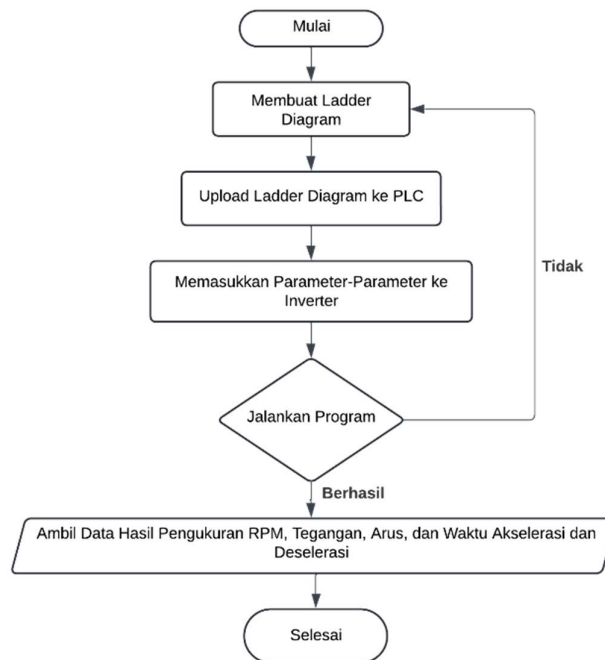 Mulai
Membuat Ladder
Diagram
Upload Ladder Diagram ke PLC
Memasukkan Parameter-Parameter ke
Inverter
Tidak
Jalankan Program
Berhasil
Ambil Data Hasil Pengukuran RPM, Tegangan, Arus, dan Waktu Akselerasi dan
Deselerasi
Selesai